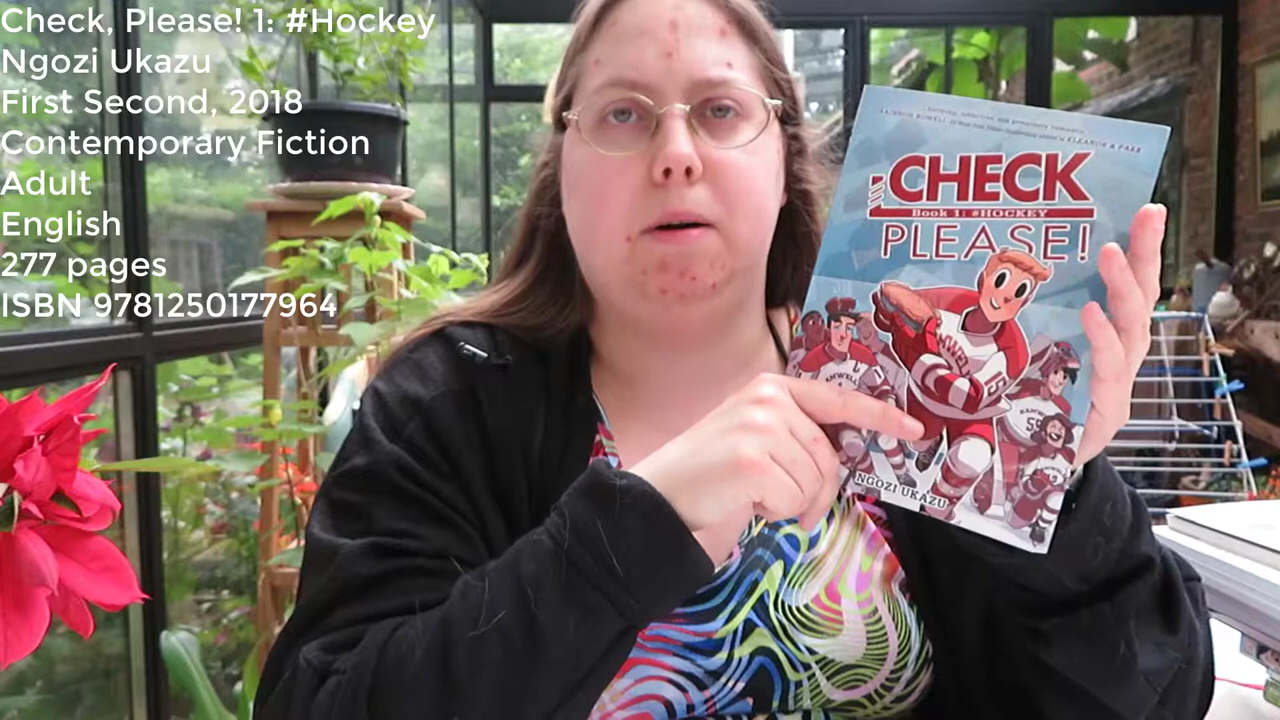 Check, Please! 1: #Hockey
Ngozi Ukazu
First Second, 2018
Contemporary Fiction
Adult
English
277 pages
ISBN 9781250177964
CHECK
Book 1: #HOCKEY
PLEASE!
15
NGOZI UKAZU